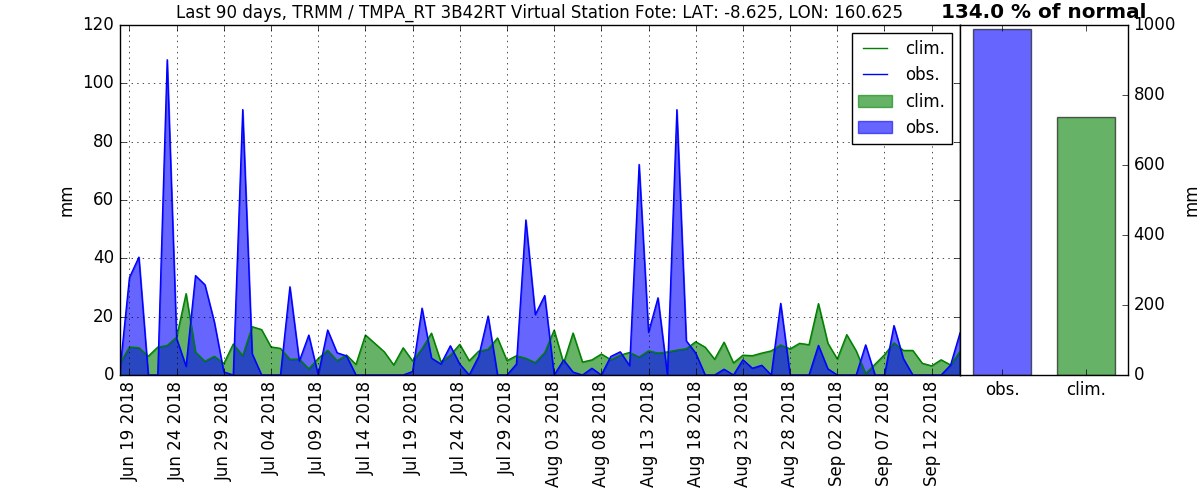 Last 90 days, TRMM / TMPA_RT 3B42RT Virtual Station Fote: LAT: -8.625, LON: 160.625
134.0 % of normal
120
100
80
60
40
20
0
mm
clim.
obs.
clim.
obs.
Jun 19 2018
Jun 24 2018
Jun 29 2018
Jul 04 2018
Jul 09 2018
Jul 14 2018
Jul 19 2018
Jul 24 2018
Jul 29 2018
Aug 03 2018
Aug 08 2018
Aug 13 2018
Aug 18 2018
Aug 23 2018
Aug 28 2018
Sep 02 2018
Sep 07 2018
Sep 12 2018
1000
800
600
400
200
0
mm
obs.
clim.